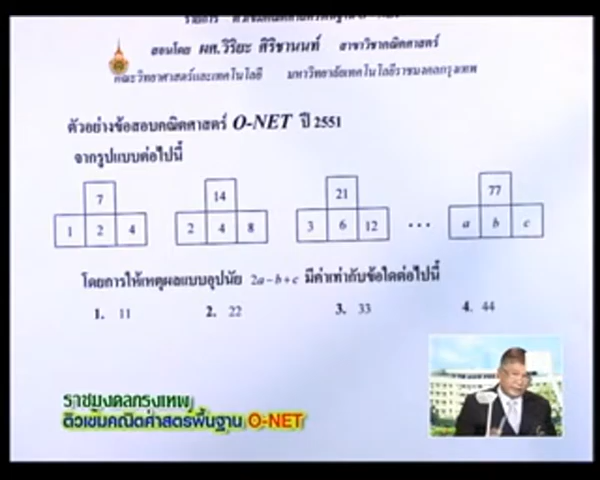 สอนโดย ผศ.วิริยะ ศิริชานนท์ สาขาวิชาคณิตศาสตร์
คณะวิทยาศาสตร์และเทคโนโลยี มหาวิทยาลัยเทคโนโลยีราชมงคลกรุงเทพ
ตัวอย่างข้อสอบคณิตศาสตร์ O-NET ปี 2551
จากรูปแบบต่อไปนี้
7 14 21 77
1 2 4 2 4 8 3 6 12 ... a b c
โดยการให้เหตุผลแบบอุปนัย 2a-b+c มีค่าเท่ากับข้อใดต่อไปนี้
1. 11 2. 22 3. 33 4. 44
ราชมงคลกรุงเทพ
ติวเข้มคณิตศาสตร์พื้นฐาน O-NET